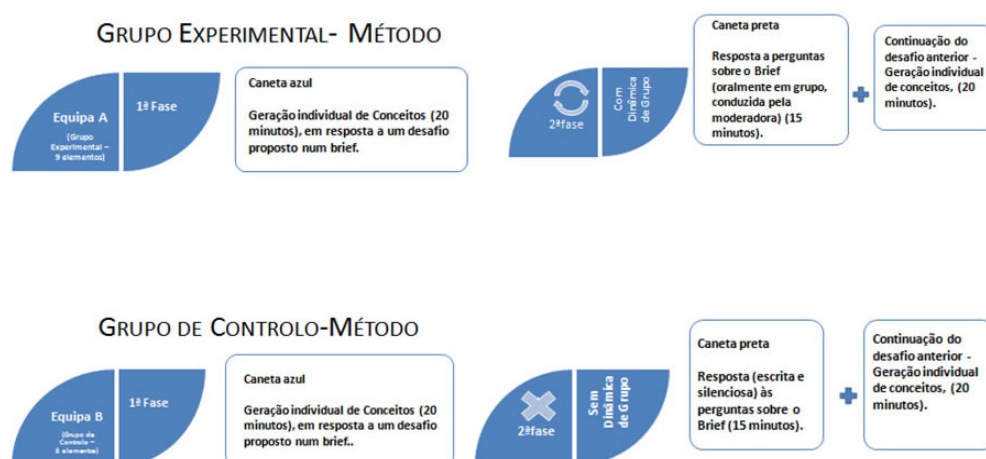 GRUPO EXPERIMENTAL- MÉTODO
Equipa A
(Grupo
Experimental –
9 elementos)
1ª Fase
Caneta azul
Geração individual de Conceitos (20
minutos), em resposta a um desafio
proposto num brief.
2ªfase
Com
Dinâmica
de Grupo
Caneta preta
Resposta a perguntas
sobre o Brief
(oralmente em grupo,
conduzida pela
moderadora) (15
minutos).
Continuação do
desafio anterior -
Geração individual
de conceitos, (20
minutos).
GRUPO DE CONTROLO-MÉTODO
Equipa B
(Grupo de
Controlo –
8 elementos)
1ª Fase
Caneta azul
Geração individual de Conceitos (20
minutos), em resposta a um desafio
proposto num brief..
2ªfase
Sem
Dinâmica
de Grupo
Caneta preta
Resposta (escrita e
silenciosa) às
perguntas sobre o
Brief (15 minutos).
Continuação do
desafio anterior -
Geração individual
de conceitos, (20
minutos).